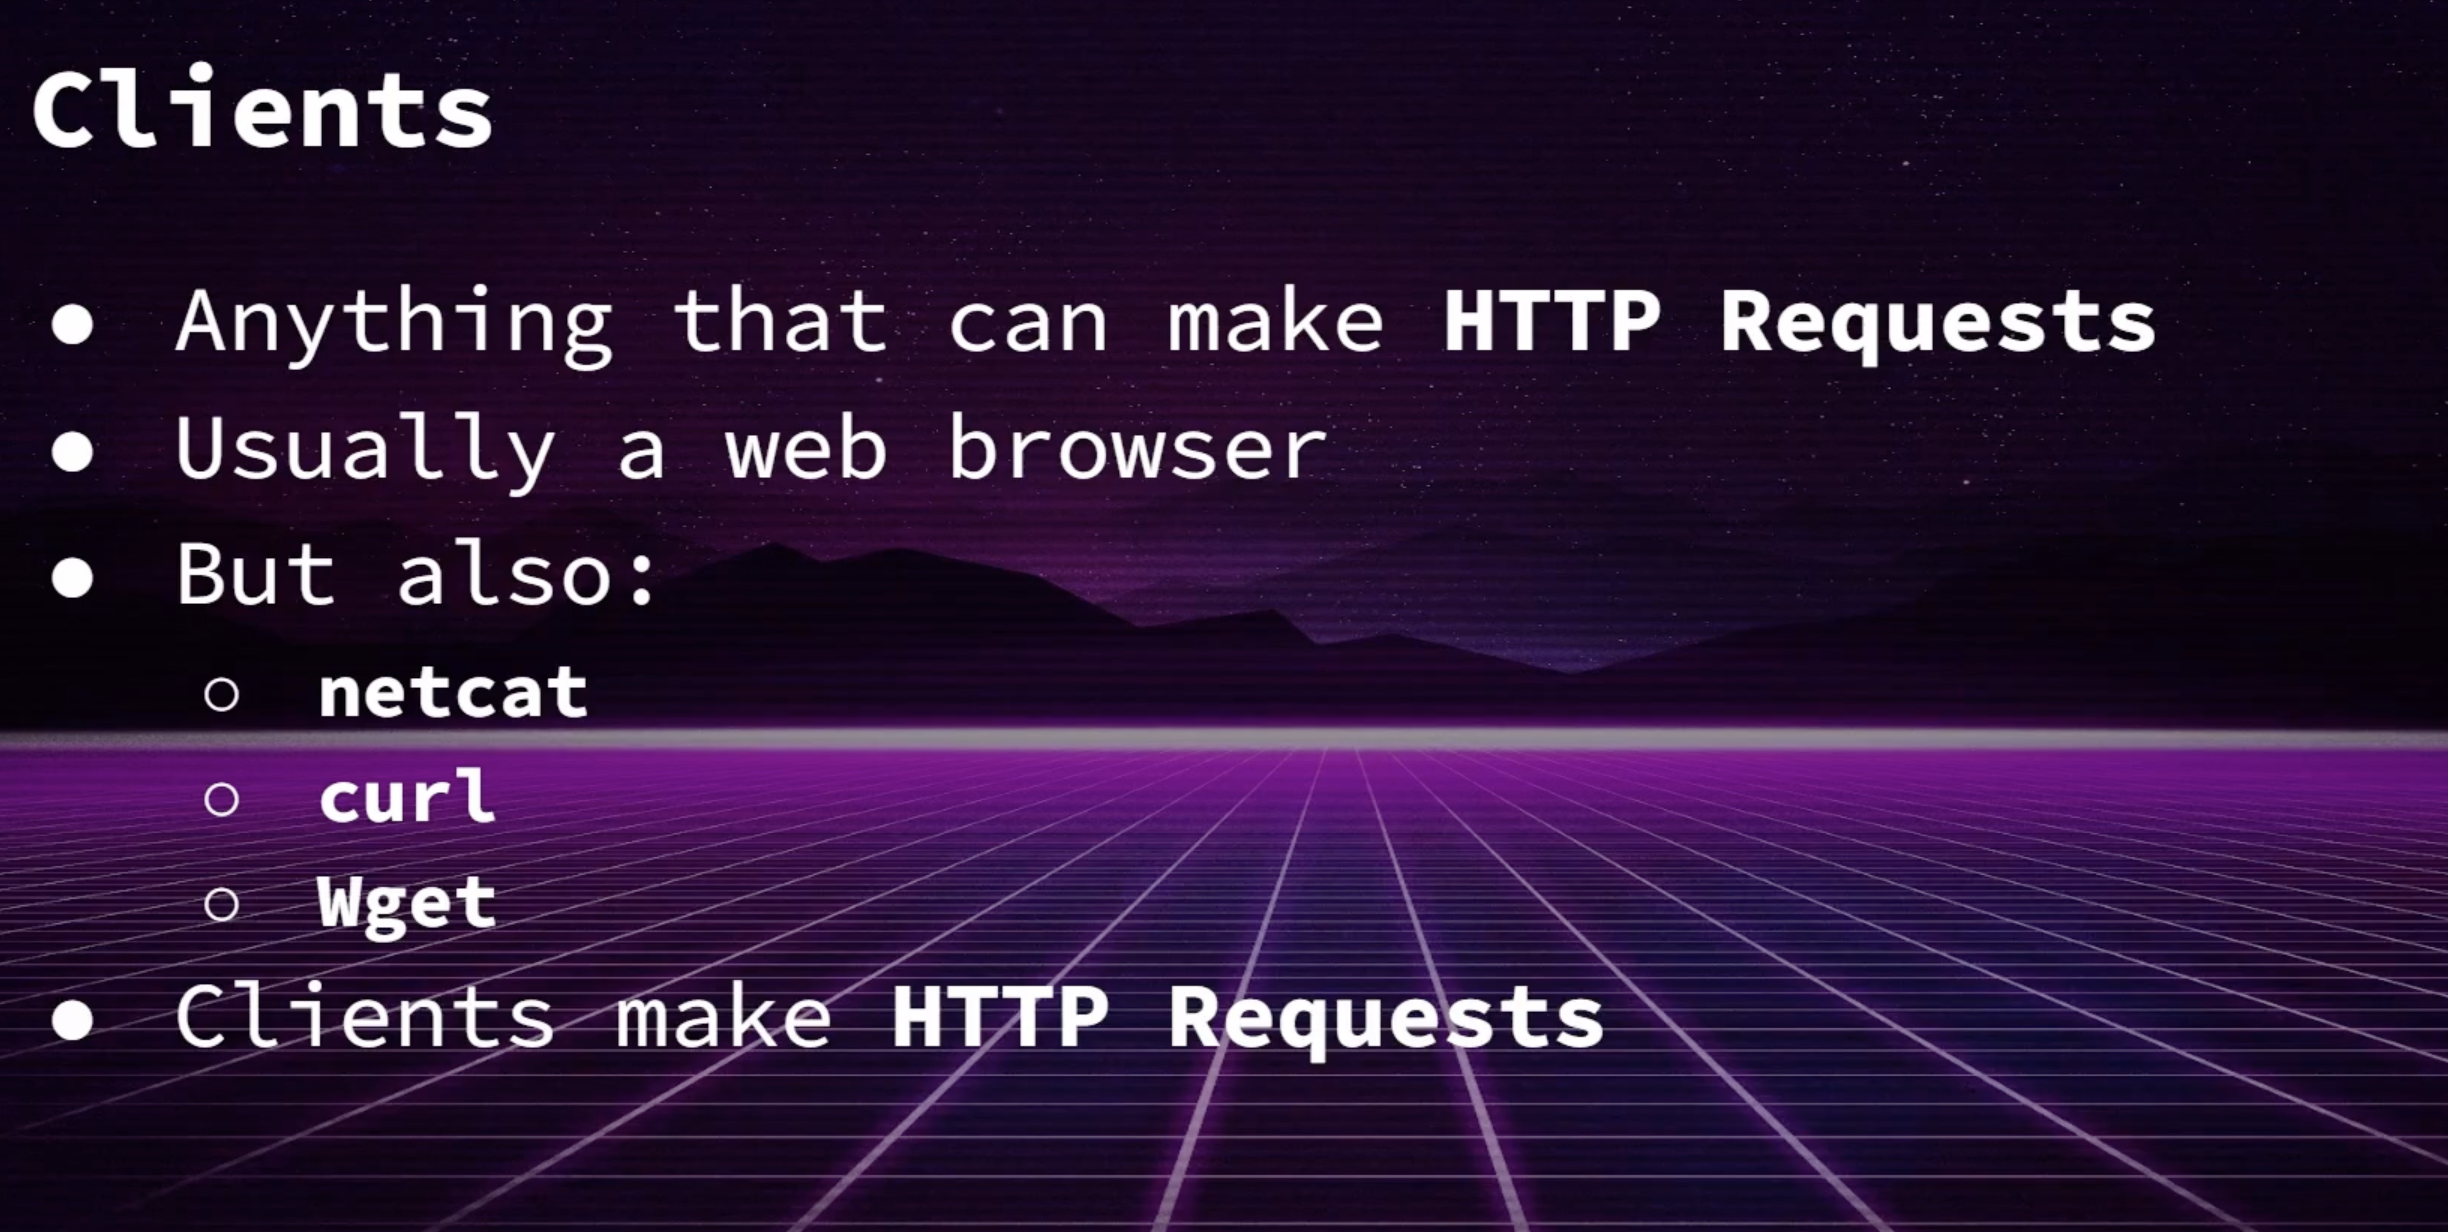 Clients
● Anything that can make HTTP Requests
● Usually a web browser
● But also:
○ netcat
○ curl
○ Wget
● Clients make HTTP Requests